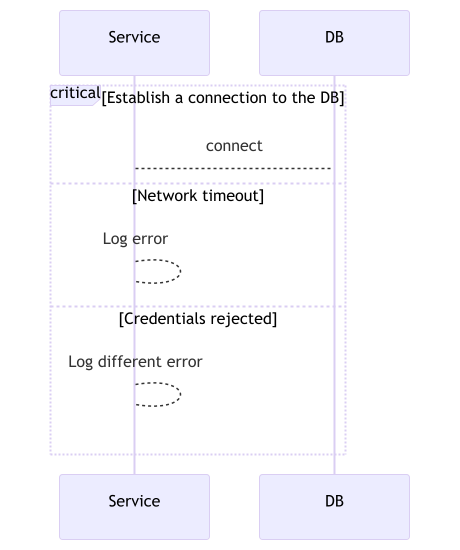 Service
DB
critical
[Establish a connection to the DB]
connect
[Network timeout]
Log error
[Credentials rejected]
Log different error
Service
DB